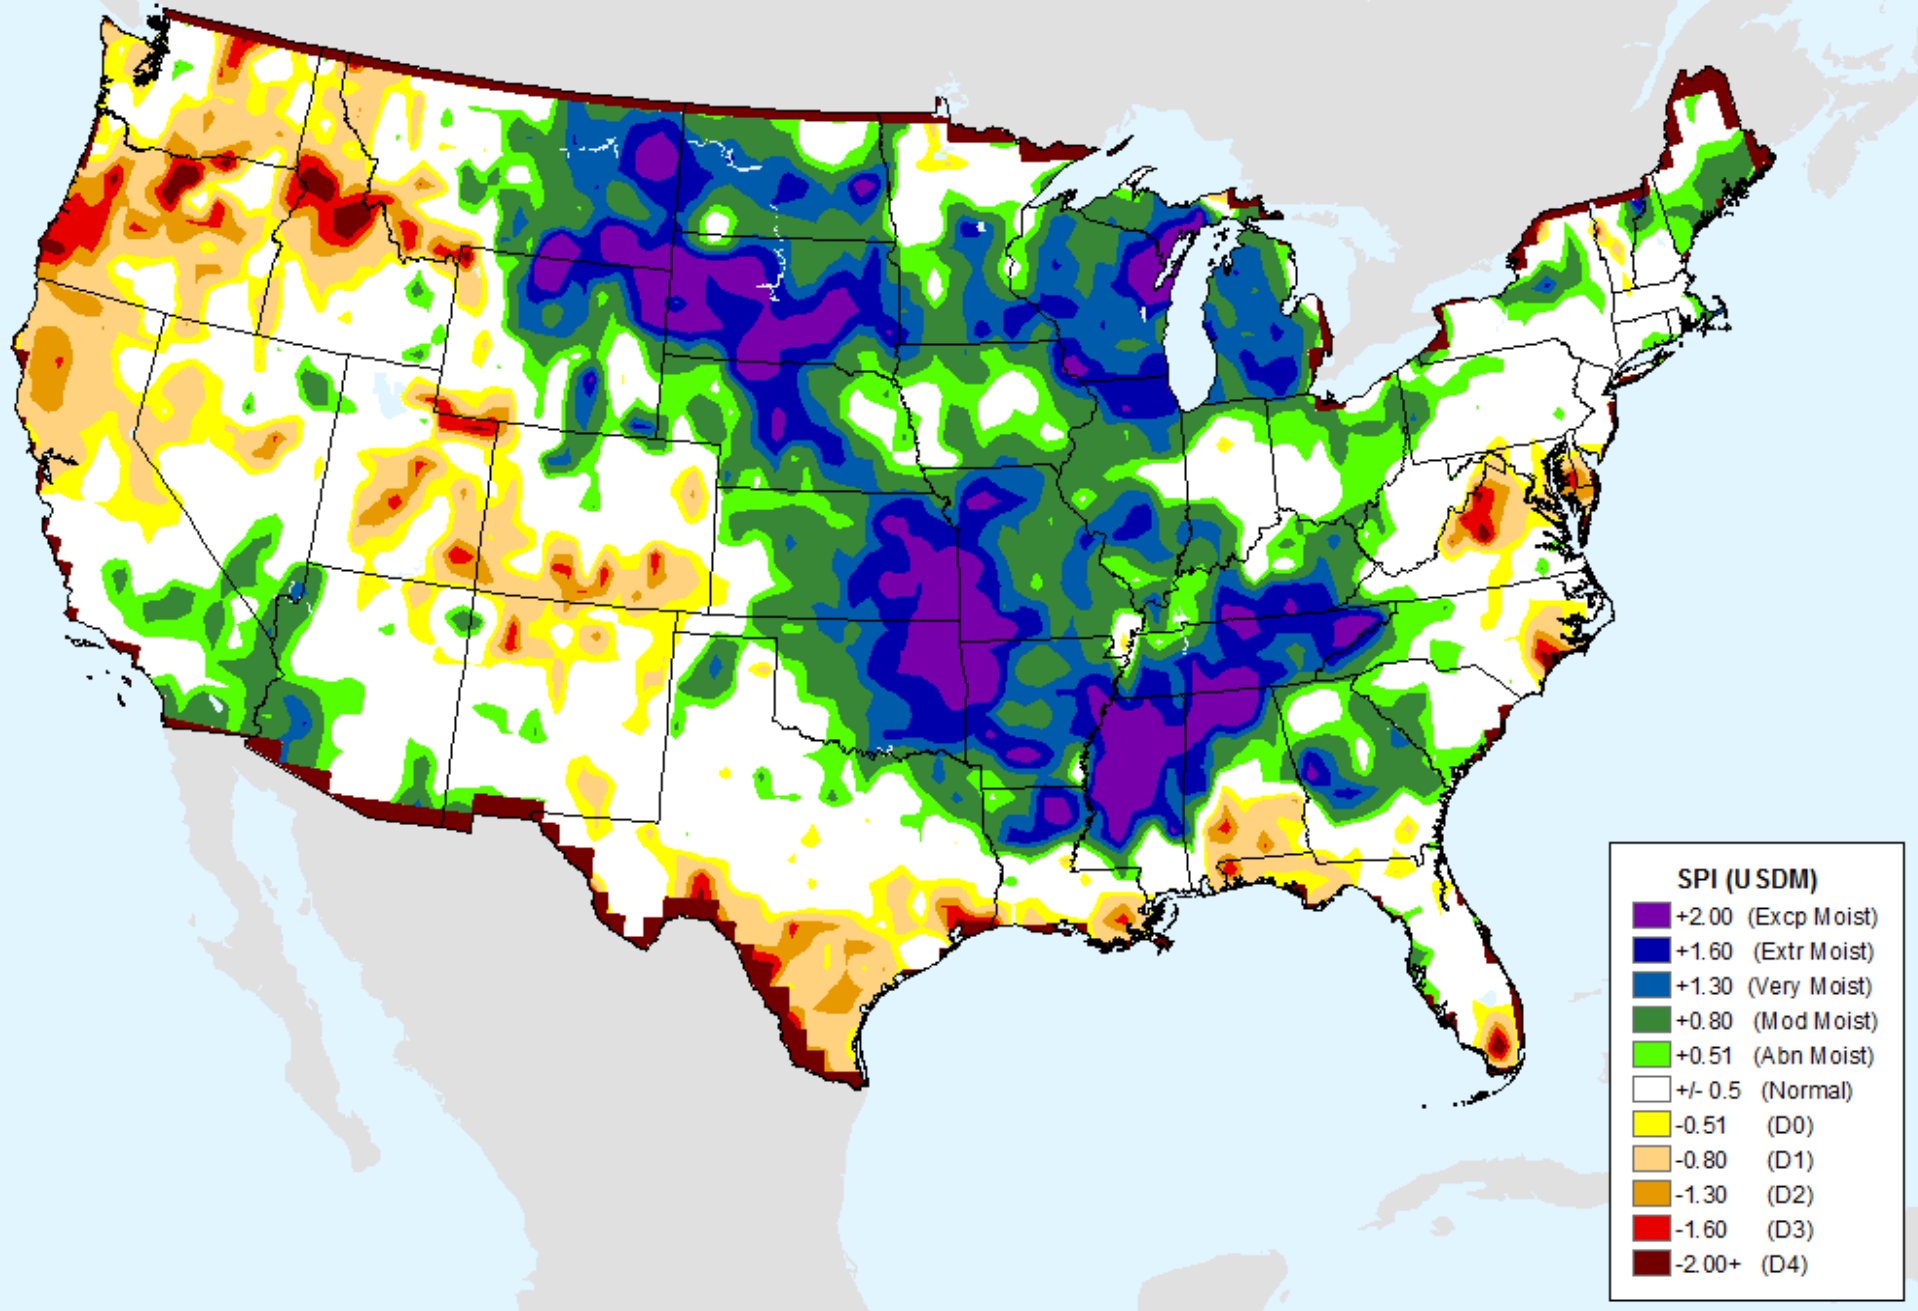 SPI (USDM)
+2.00 (Excp Moist)
+1.60 (Extr Moist)
+1.30 (Very Moist)
+0.80 (Mod Moist)
+0.51 (Abn Moist)
+/- 0.5 (Normal)
-0.51 (D0)
-0.80 (D1)
-1.30 (D2)
-1.60 (D3)
-2.00+ (D4)